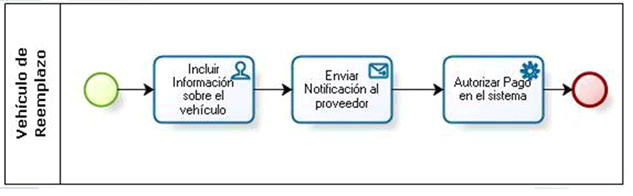 Vehículo de
Reemplazo
Incluir
Información
sobre el
vehículo
Enviar
Notificación al
proveedor
Autorizar Pago
en el sistema